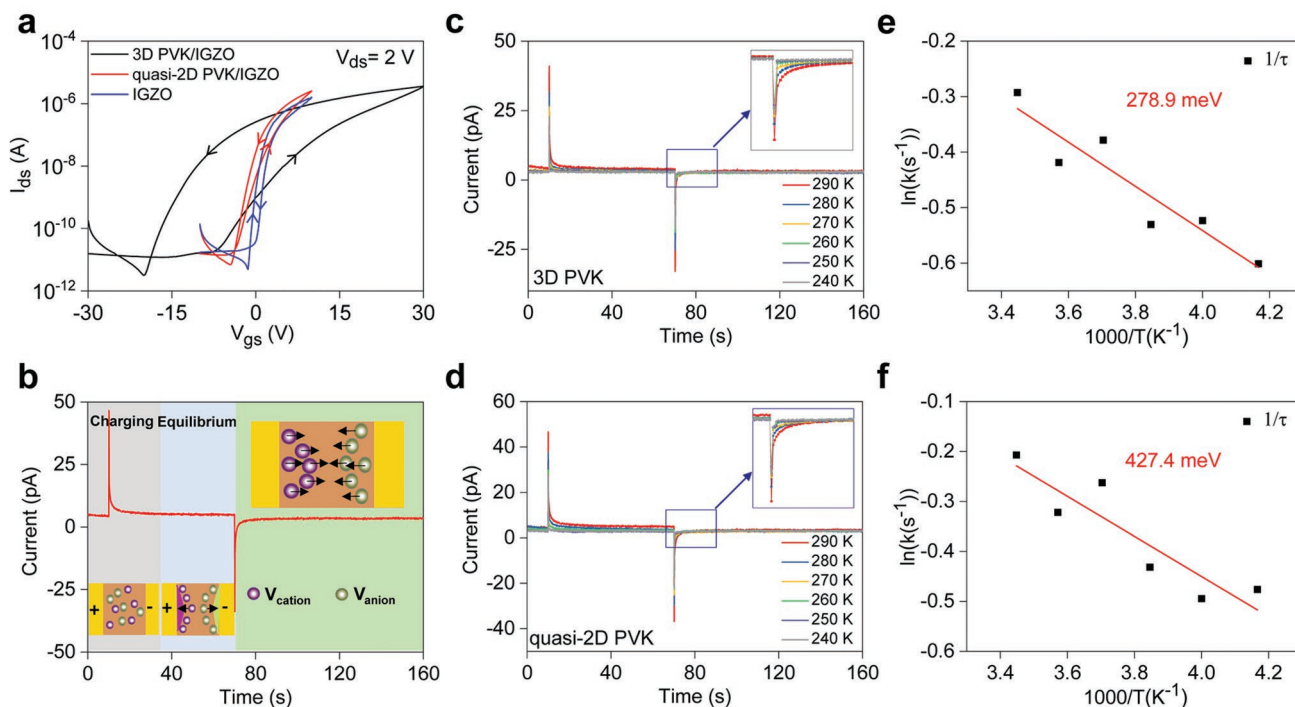 a
10⁻⁴
10⁻⁶
10⁻⁸
10⁻¹⁰
10⁻¹²
I_ds (A)
3D PVK/IGZO
quasi-2D PVK/IGZO
IGZO
V_ds= 2 V
-30 -15 0 15 30
V_gs (V)
b
50
25
0
-25
-50
Current (pA)
Charging Equilibrium
+ - + -
V_cation V_anion
0 40 80 120 160
Time (s)
c
50
25
0
-25
Current (pA)
290 K
280 K
270 K
260 K
250 K
240 K
3D PVK
0 40 80 120 160
Time (s)
d
60
40
20
0
-20
-40
Current (pA)
290 K
280 K
270 K
260 K
250 K
240 K
quasi-2D PVK
0 40 80 120 160
Time (s)
e
-0.2
-0.3
-0.4
-0.5
-0.6
ln(k(s⁻¹))
1/τ
278.9 meV
3.4 3.6 3.8 4.0 4.2
1000/T(K⁻¹)
f
-0.1
-0.2
-0.3
-0.4
-0.5
-0.6
ln(k(s⁻¹))
1/τ
427.4 meV
3.4 3.6 3.8 4.0 4.2
1000/T(K⁻¹)